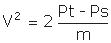 V² = 2 Pt - Ps / m